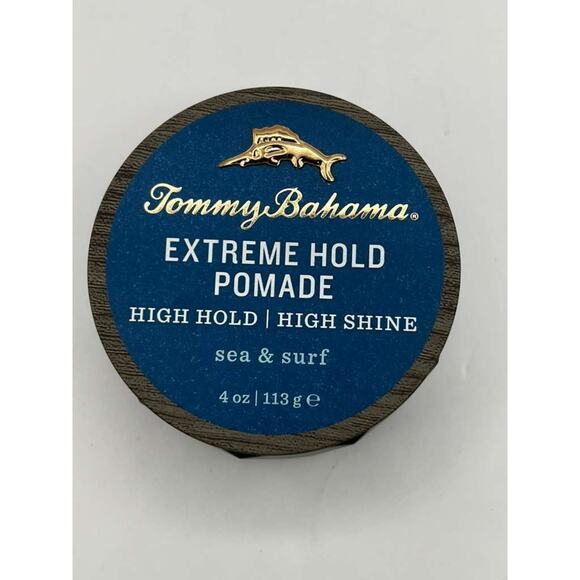 Tommy Bahama®
EXTREME HOLD
POMADE
HIGH HOLD | HIGH SHINE
sea & surf
4 oz | 113 g ℮